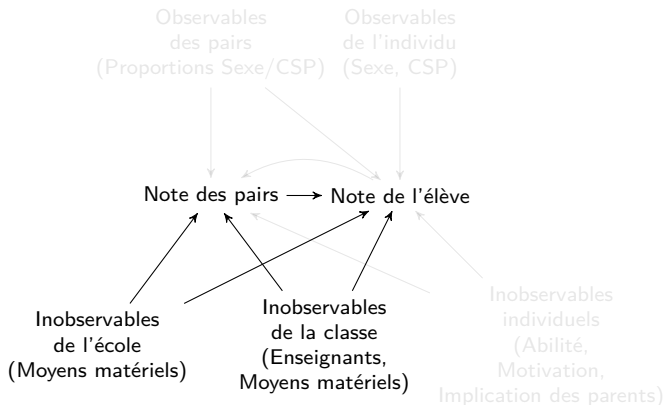 Observables
des pairs
(Proportions Sexe/CSP)
Observables
de l'individu
(Sexe, CSP)
Note des pairs
Note de l'élève
Inobservables
de l'école
(Moyens matériels)
Inobservables
de la classe
(Enseignants,
Moyens matériels)
Inobservables
individuels
(Abilité,
Motivation,
Implication des parents)